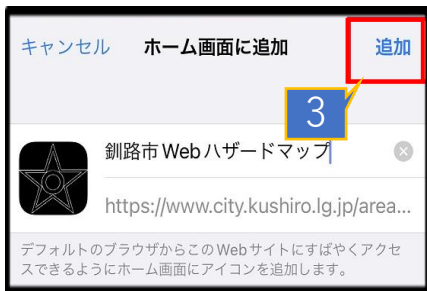 キャンセル ホーム画面に追加 追加
3
釧路市Webハザードマップ
https://www.city.kushiro.lg.jp/area...
デフォルトのブラウザからこのWebサイトにすばやくアクセ
スできるようにホーム画面にアイコンを追加します。